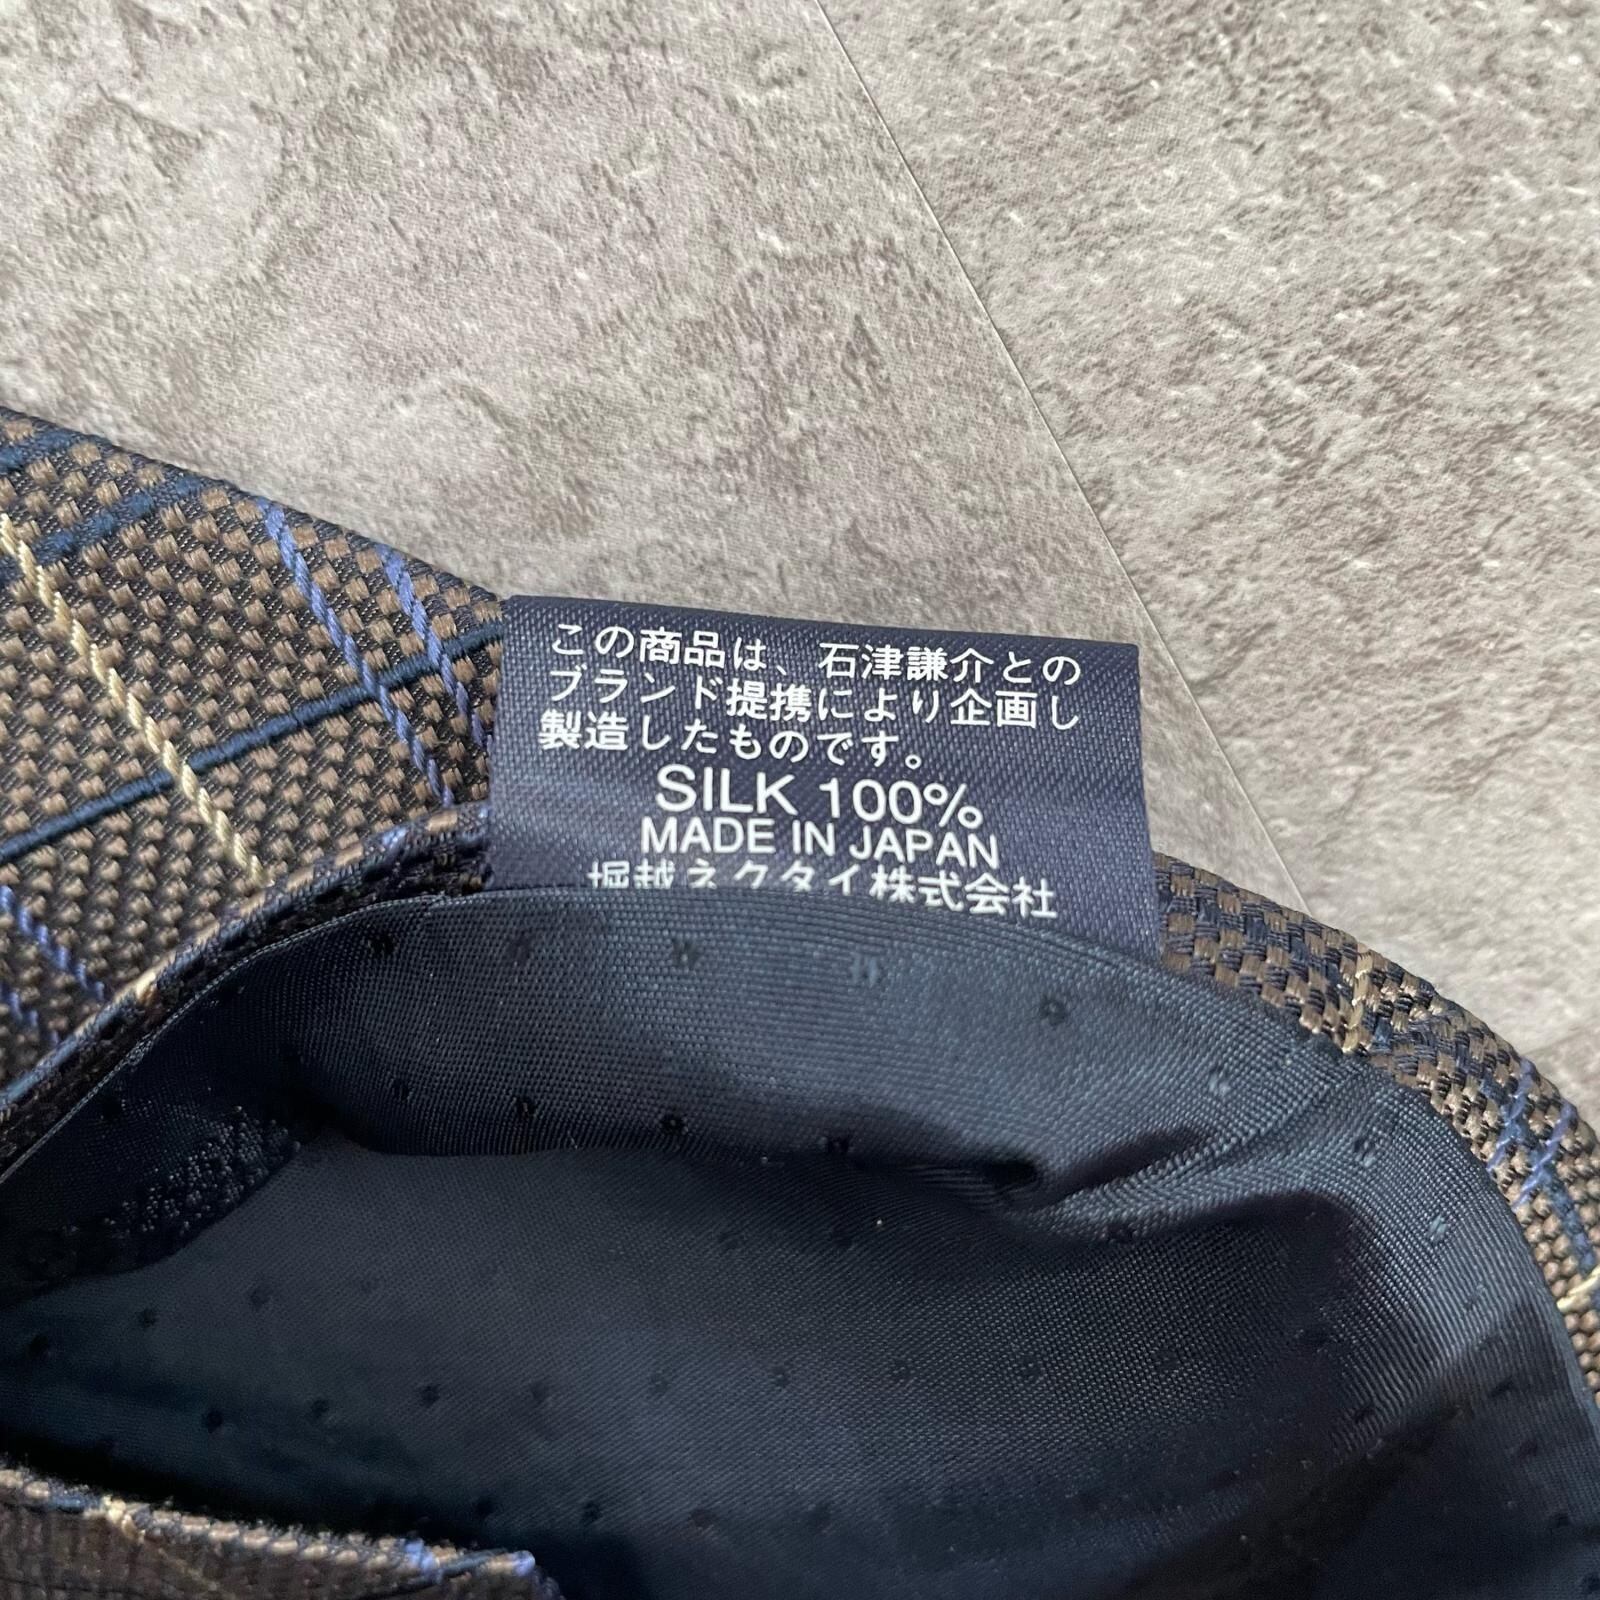 この商品は、石津謙介との
ブランド提携により企画し
製造したものです。
SILK 100%
MADE IN JAPAN
堀越ネクタイ株式会社